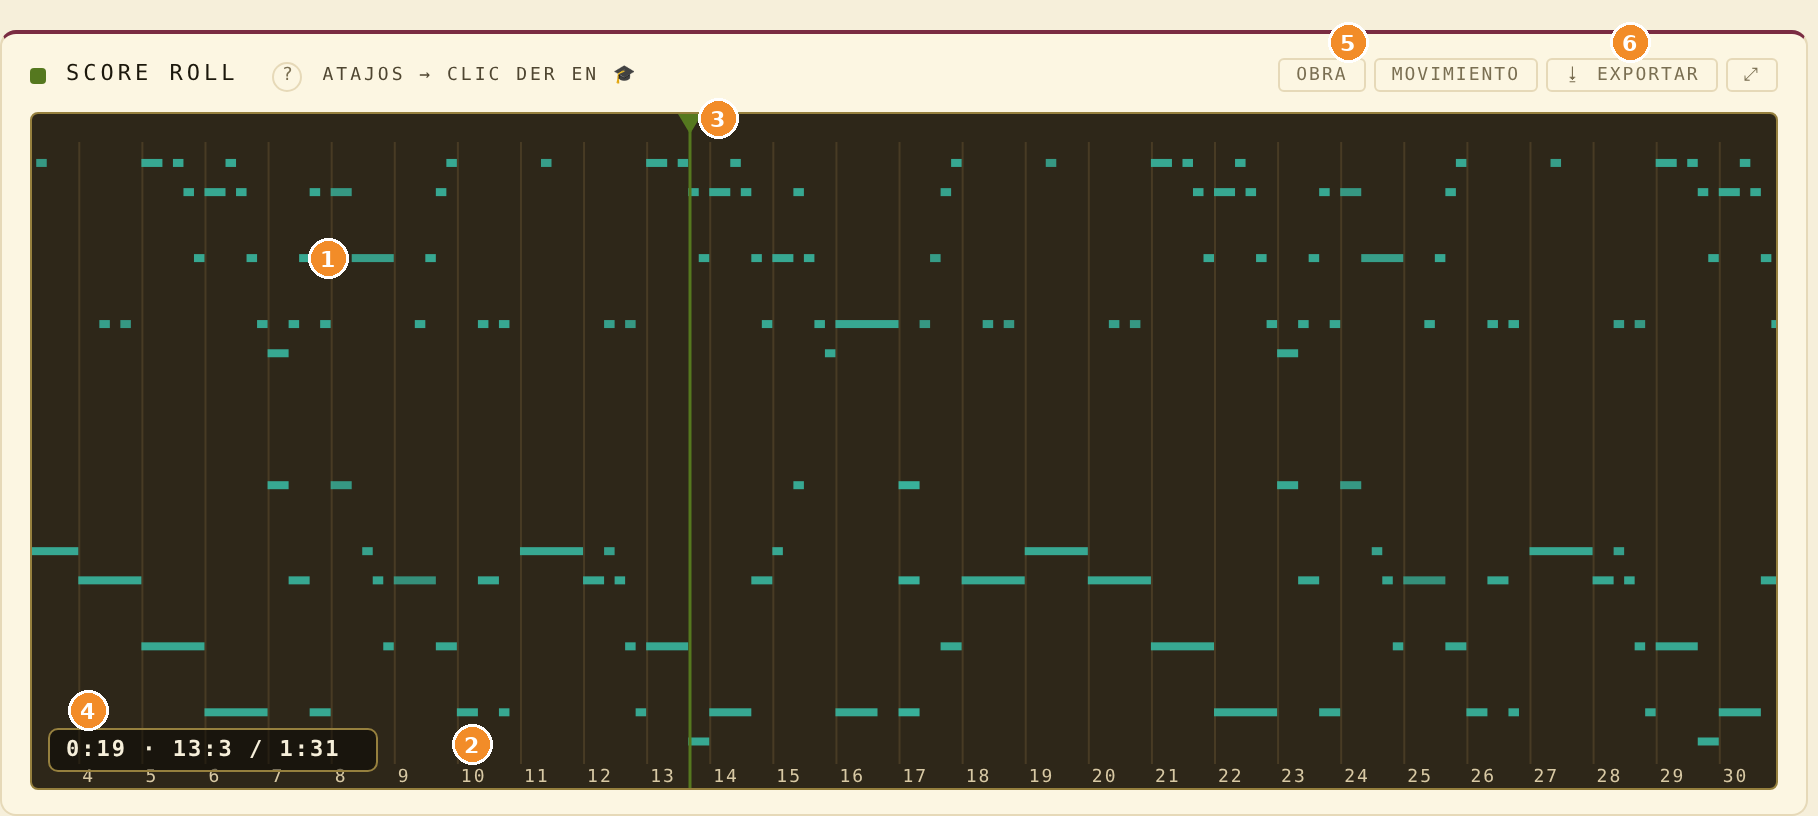 5 6
SCORE ROLL ? ATAJOS → CLIC DER EN 🎓 OBRA MOVIMIENTO ⭳ EXPORTAR ⤢
3
1
4
0:19 · 13:3 / 1:31 2
4 5 6 7 8 9 10 11 12 13 14 15 16 17 18 19 20 21 22 23 24 25 26 27 28 29 30